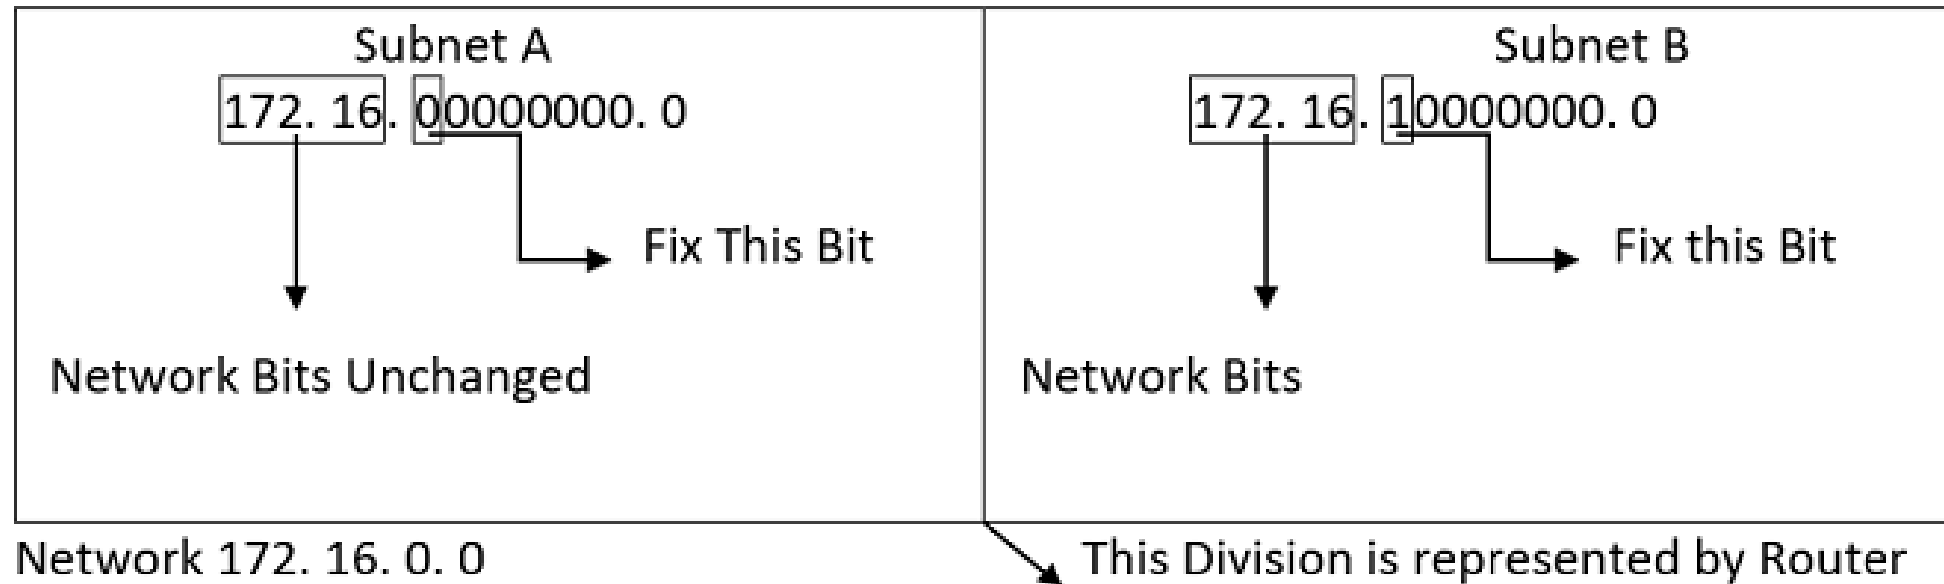 Subnet A
172. 16. 00000000. 0
Fix This Bit
Network Bits Unchanged
Subnet B
172. 16. 10000000. 0
Fix this Bit
Network Bits
Network 172. 16. 0. 0
This Division is represented by Router